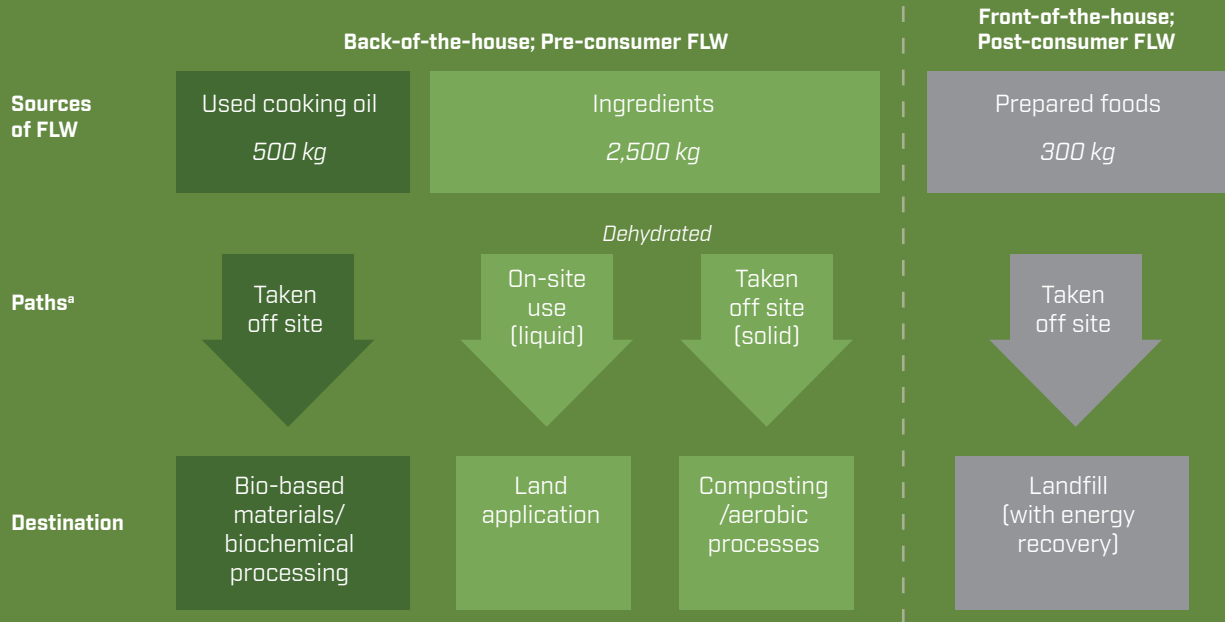 Back-of-the-house; Pre-consumer FLW
Front-of-the-house;
Post-consumer FLW
Sources
of FLW
Used cooking oil
500 kg
Ingredients
2,500 kg
Prepared foods
300 kg
Dehydrated
Pathsᵃ
Taken
off site
On-site
use
(liquid)
Taken
off site
(solid)
Taken
off site
Destination
Bio-based
materials/
biochemical
processing
Land
application
Composting
/aerobic
processes
Landfill
(with energy
recovery)